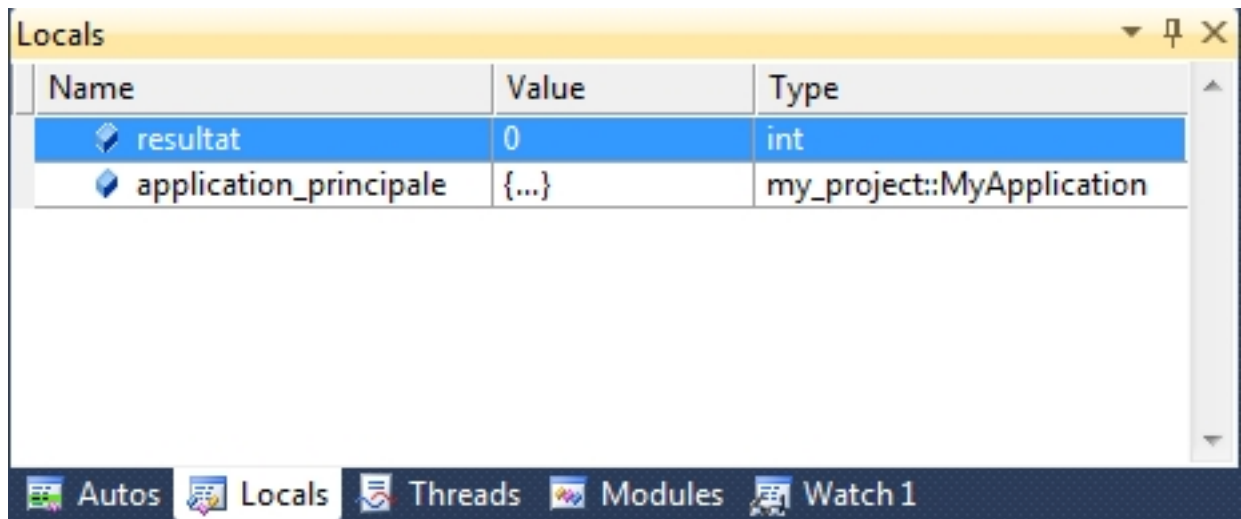 Locals
Name Value Type
resultat 0 int
application_principale {...} my_project::MyApplication
Autos Locals Threads Modules Watch 1